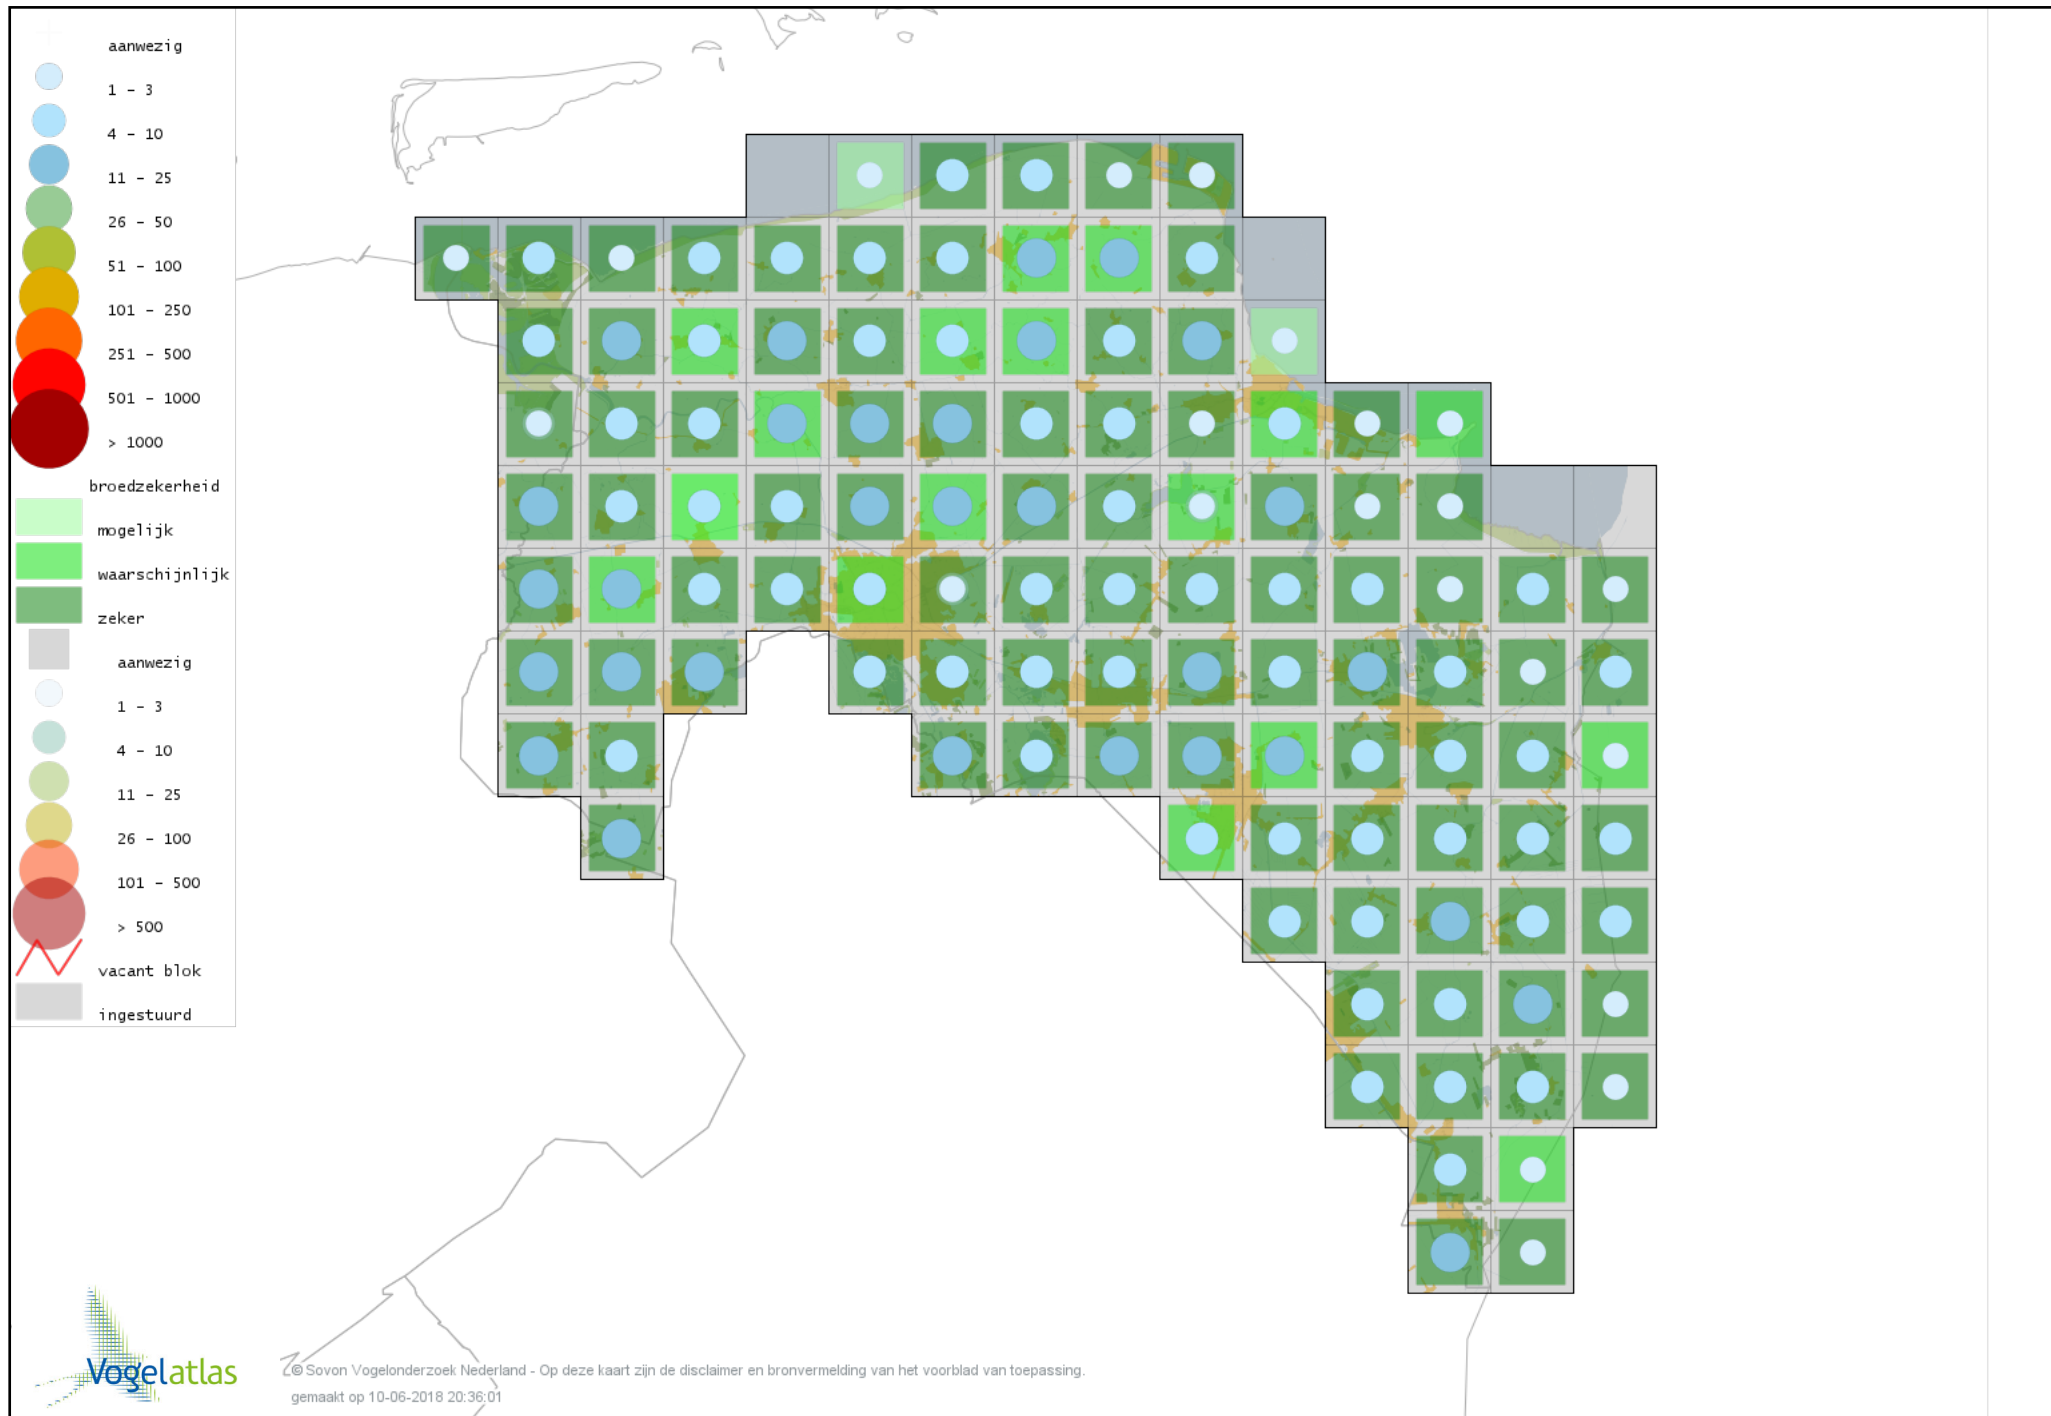 aanwezig
1 - 3
4 - 10
11 - 25
26 - 50
51 - 100
101 - 250
251 - 500
501 - 1000
> 1000
broedzekerheid
mogelijk
waarschijnlijk
zeker
aanwezig
1 - 3
4 - 10
11 - 25
26 - 100
101 - 500
> 500
vacant blok
ingestuurd
Vogelatlas
© Sovon Vogelonderzoek Nederland - Op deze kaart zijn de disclaimer en bronvermelding van het voorblad van toepassing.
gemaakt op 10-06-2018 20:36:01